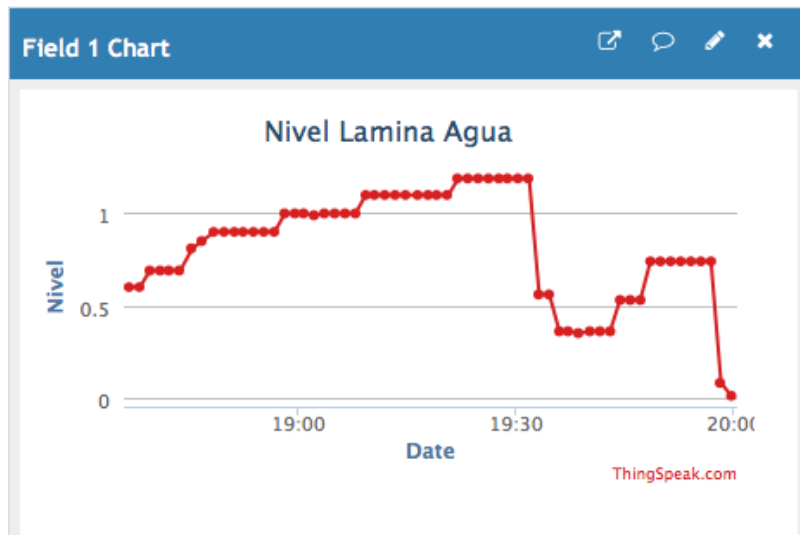 Field 1 Chart
Nivel Lamina Agua
Nivel
1
0.5
0
19:00 19:30 20:0
Date
ThingSpeak.com